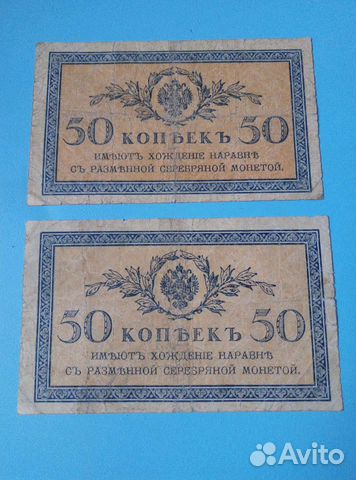 50 КОПѢЕКЪ 50
ИМѢЮТЪ ХОЖДЕНІЕ НАРАВНѢ
СЪ РАЗМѢННОЙ СЕРЕБРЯНОЙ МОНЕТОЙ.
50 КОПѢЕКЪ 50
ИМѢЮТЪ ХОЖДЕНІЕ НАРАВНѢ
СЪ РАЗМѢННОЙ СЕРЕБРЯНОЙ МОНЕТОЙ.
Avito